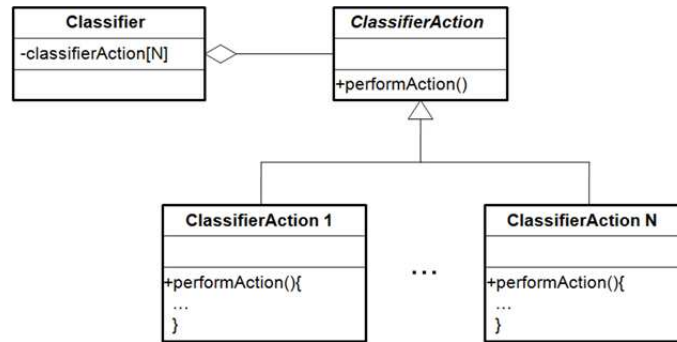 Classifier
-classifierAction[N]
ClassifierAction
+performAction()
ClassifierAction 1
+performAction(){
...
}
...
ClassifierAction N
+performAction(){
...
}